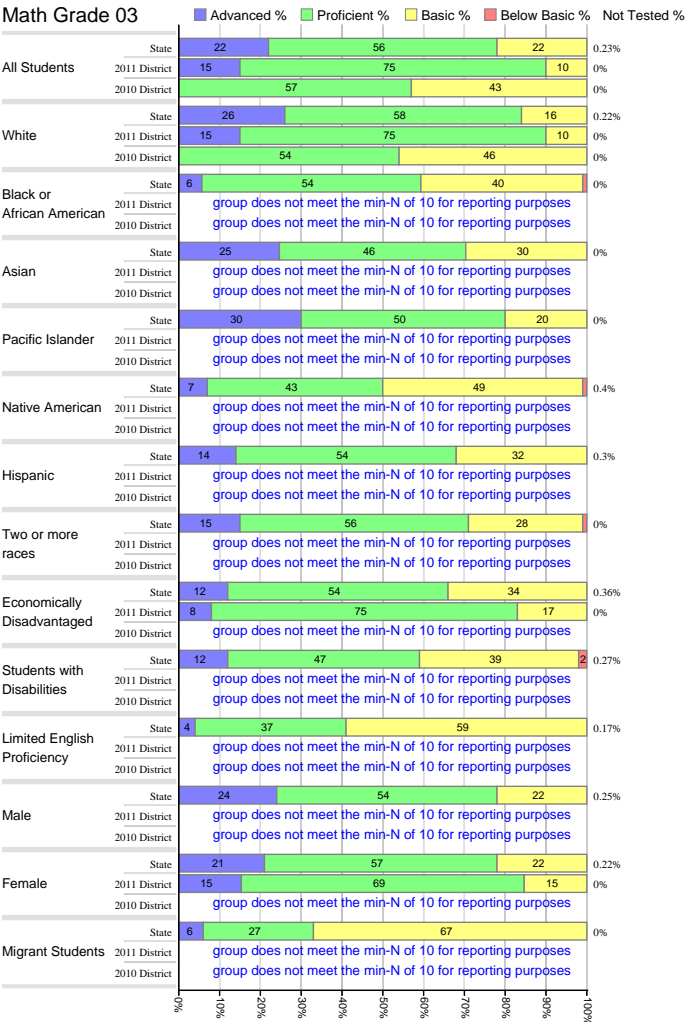 Math Grade 03
Advanced % Proficient % Basic % Below Basic % Not Tested %
All Students
State 22 56 22 0.23%
2011 District 15 75 10 0%
2010 District 57 43 0%
White
State 26 58 16 0.22%
2011 District 15 75 10 0%
2010 District 54 46 0%
Black or
African American
State 6 54 40 0%
2011 District group does not meet the min-N of 10 for reporting purposes
2010 District group does not meet the min-N of 10 for reporting purposes
Asian
State 25 46 30 0%
2011 District group does not meet the min-N of 10 for reporting purposes
2010 District group does not meet the min-N of 10 for reporting purposes
Pacific Islander
State 30 50 20 0%
2011 District group does not meet the min-N of 10 for reporting purposes
2010 District group does not meet the min-N of 10 for reporting purposes
Native American
State 7 43 49 0.4%
2011 District group does not meet the min-N of 10 for reporting purposes
2010 District group does not meet the min-N of 10 for reporting purposes
Hispanic
State 14 54 32 0.3%
2011 District group does not meet the min-N of 10 for reporting purposes
2010 District group does not meet the min-N of 10 for reporting purposes
Two or more
races
State 15 56 28 0%
2011 District group does not meet the min-N of 10 for reporting purposes
2010 District group does not meet the min-N of 10 for reporting purposes
Economically
Disadvantaged
State 12 54 34 0.36%
2011 District 8 75 17 0%
2010 District group does not meet the min-N of 10 for reporting purposes
Students with
Disabilities
State 12 47 39 2 0.27%
2011 District group does not meet the min-N of 10 for reporting purposes
2010 District group does not meet the min-N of 10 for reporting purposes
Limited English
Proficiency
State 4 37 59 0.17%
2011 District group does not meet the min-N of 10 for reporting purposes
2010 District group does not meet the min-N of 10 for reporting purposes
Male
State 24 54 22 0.25%
2011 District group does not meet the min-N of 10 for reporting purposes
2010 District group does not meet the min-N of 10 for reporting purposes
Female
State 21 57 22 0.22%
2011 District 15 69 15 0%
2010 District group does not meet the min-N of 10 for reporting purposes
Migrant Students
State 6 27 67 0%
2011 District group does not meet the min-N of 10 for reporting purposes
2010 District group does not meet the min-N of 10 for reporting purposes
0% 10% 20% 30% 40% 50% 60% 70% 80% 90% 100%